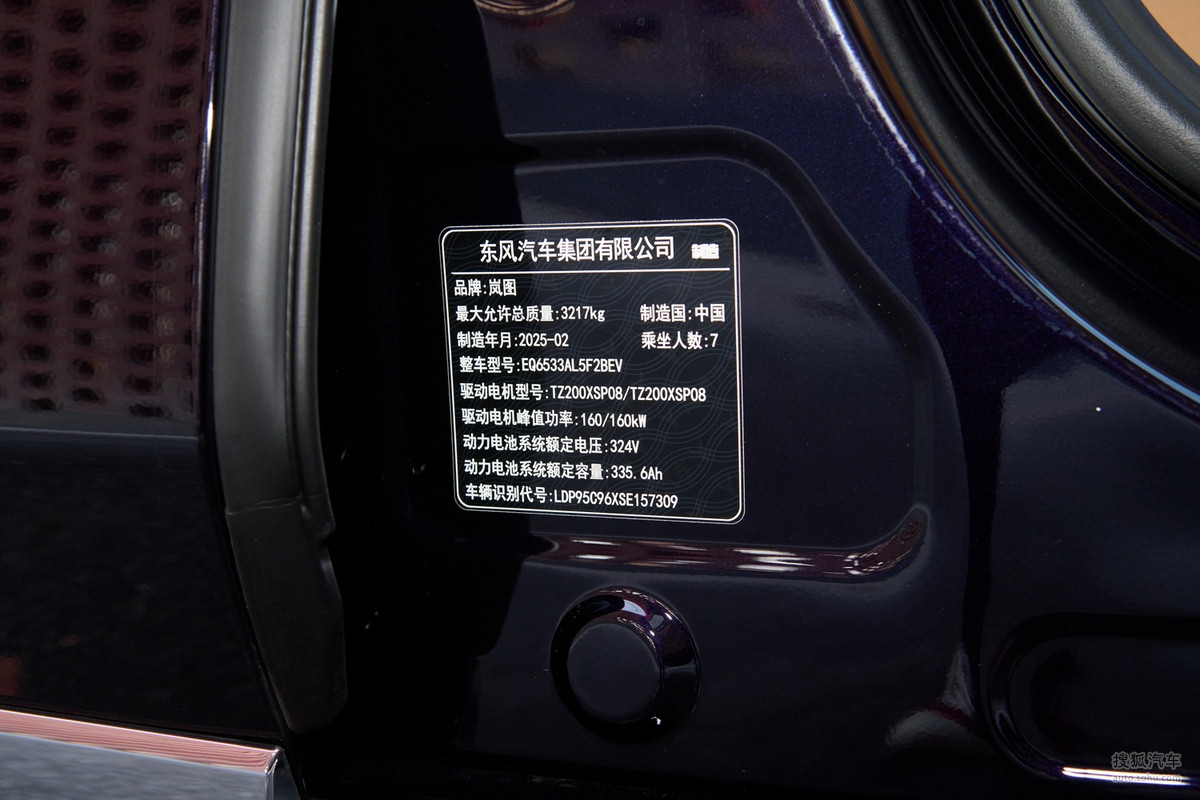 东风汽车集团有限公司 制造
品牌:岚图
最大允许总质量:3217kg 制造国:中国
制造年月:2025-02 乘坐人数:7
整车型号:EQ6533AL5F2BEV
驱动电机型号:TZ200XSP08/TZ200XSP08
驱动电机峰值功率:160/160kW
动力电池系统额定电压:324V
动力电池系统额定容量:335.6Ah
车辆识别代号:LDP95C96XSE157309
搜狐汽车
auto.sohu.com